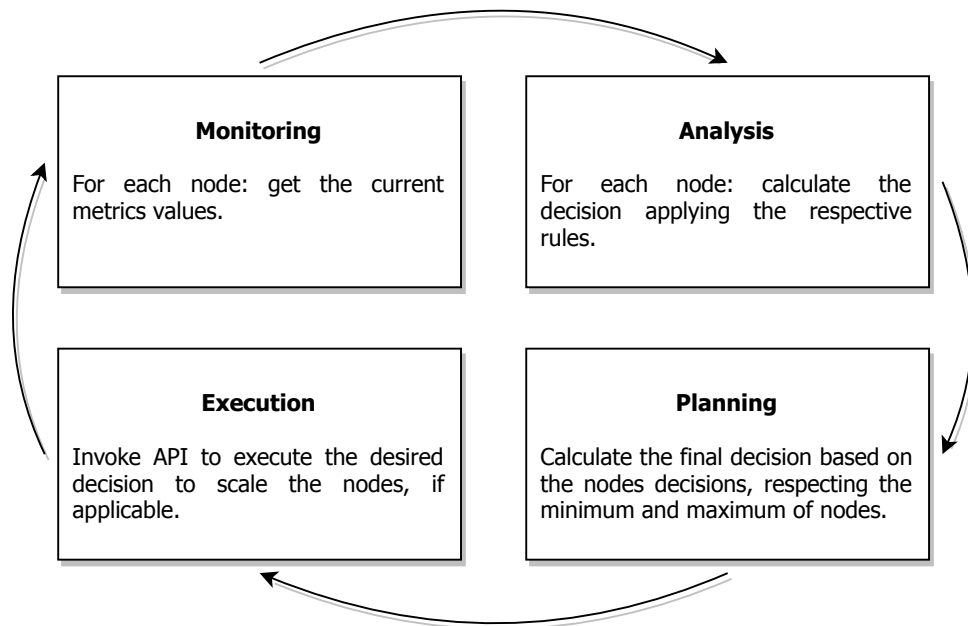 Monitoring
For each node: get the current
metrics values.
Analysis
For each node: calculate the
decision applying the respective
rules.
Execution
Invoke API to execute the desired
decision to scale the nodes, if
applicable.
Planning
Calculate the final decision based on
the nodes decisions, respecting the
minimum and maximum of nodes.